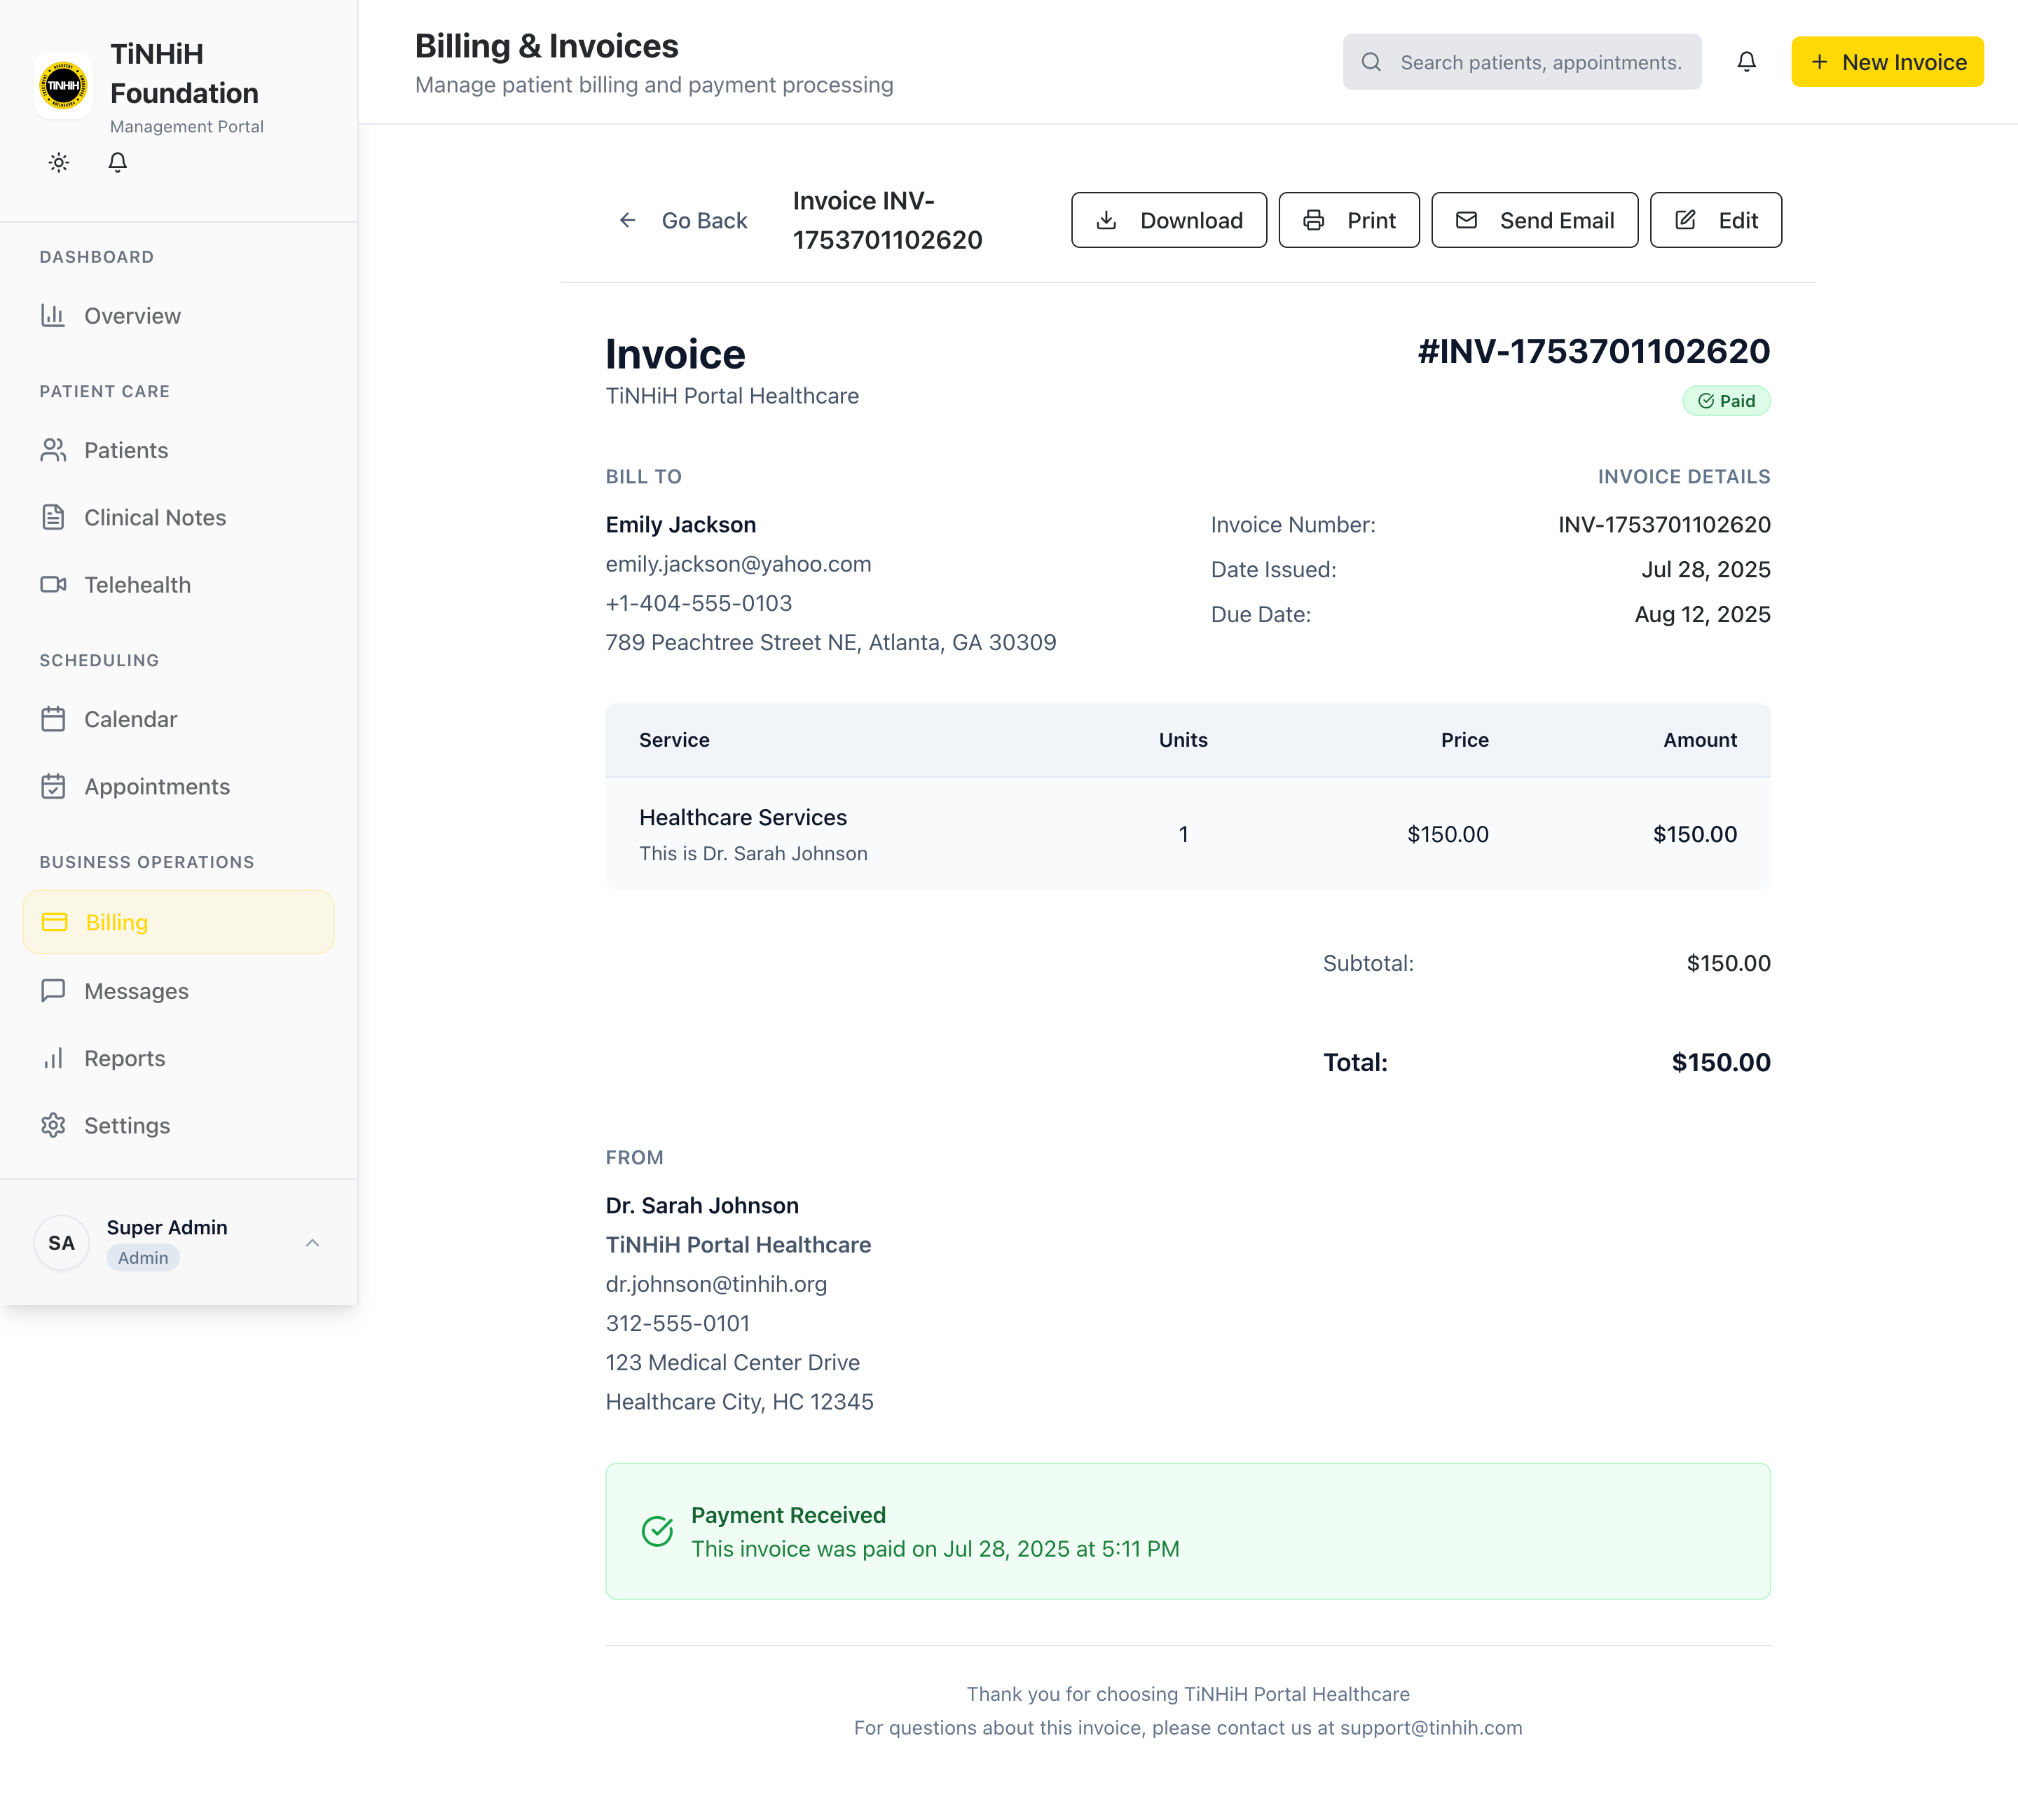 TiNHiH
Foundation
Management Portal
TiNHiH
DASHBOARD
Overview
PATIENT CARE
Patients
Clinical Notes
Telehealth
SCHEDULING
Calendar
Appointments
BUSINESS OPERATIONS
Billing
Messages
Reports
Settings
SA
Super Admin
Admin
Billing & Invoices
Manage patient billing and payment processing
Search patients, appointments.
New Invoice
Go Back
Invoice INV-
1753701102620
Download
Print
Send Email
Edit
Invoice
TiNHiH Portal Healthcare
#INV-1753701102620
Paid
BILL TO
Emily Jackson
emily.jackson@yahoo.com
+1-404-555-0103
789 Peachtree Street NE, Atlanta, GA 30309
INVOICE DETAILS
Invoice Number: INV-1753701102620
Date Issued: Jul 28, 2025
Due Date: Aug 12, 2025
Service Units Price Amount
Healthcare Services 1 $150.00 $150.00
This is Dr. Sarah Johnson
Subtotal: $150.00
Total: $150.00
FROM
Dr. Sarah Johnson
TiNHiH Portal Healthcare
dr.johnson@tinhih.org
312-555-0101
123 Medical Center Drive
Healthcare City, HC 12345
Payment Received
This invoice was paid on Jul 28, 2025 at 5:11 PM
Thank you for choosing TiNHiH Portal Healthcare
For questions about this invoice, please contact us at support@tinhih.com